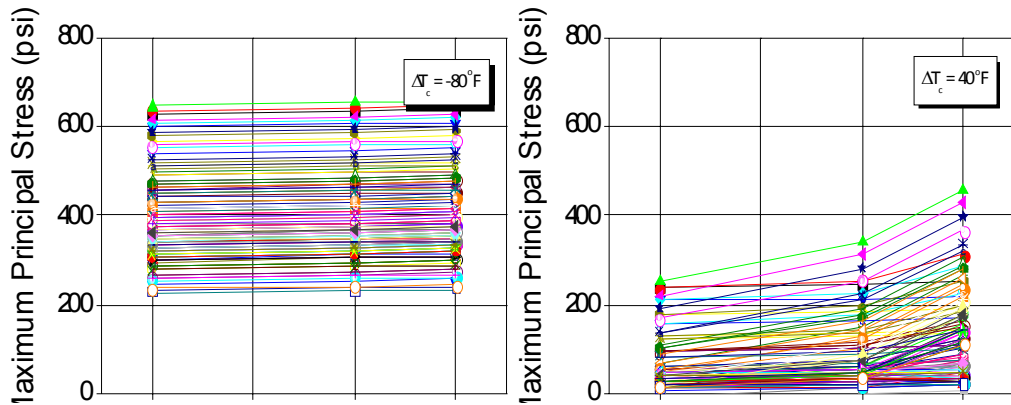 Maximum Principal Stress (psi)
800
600
400
200
0
ΔTc = -80°F
Maximum Principal Stress (psi)
800
600
400
200
0
ΔTc = 40°F